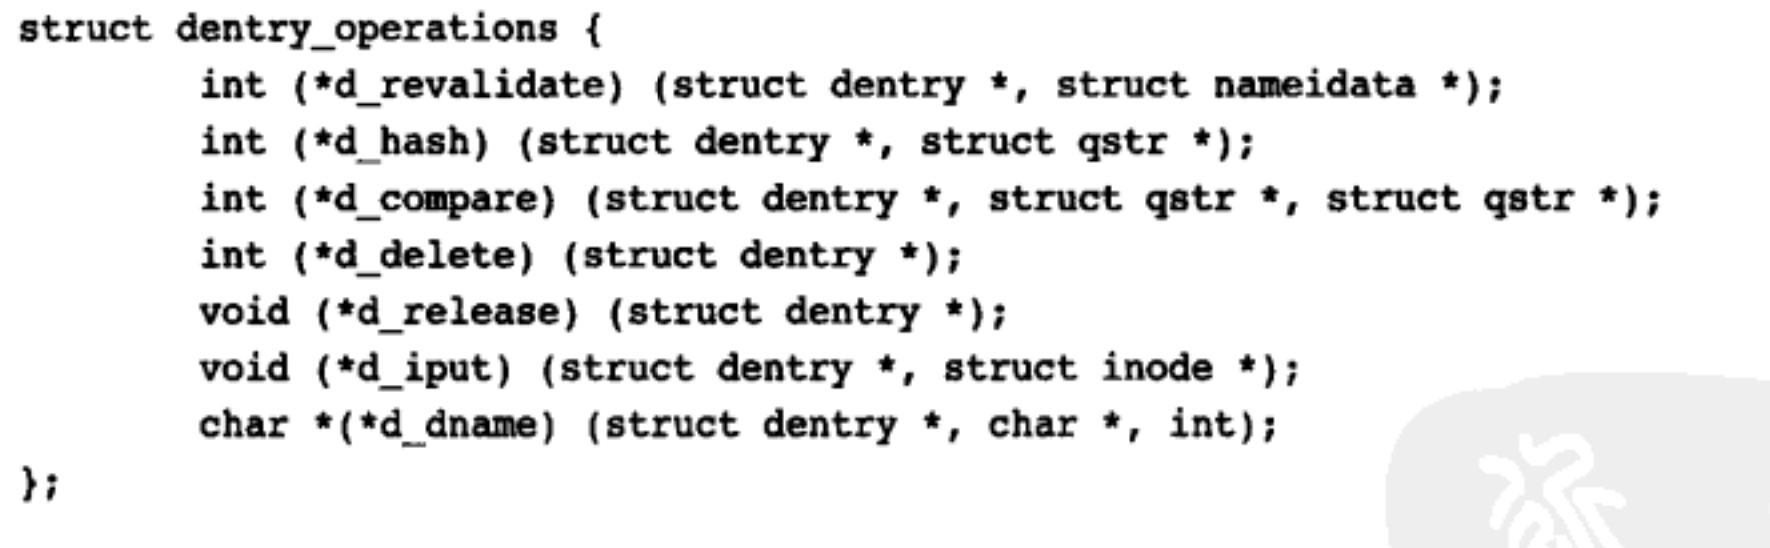 struct dentry_operations {
int (*d_revalidate) (struct dentry *, struct nameidata *);
int (*d_hash) (struct dentry *, struct qstr *);
int (*d_compare) (struct dentry *, struct qstr *, struct qstr *);
int (*d_delete) (struct dentry *);
void (*d_release) (struct dentry *);
void (*d_iput) (struct dentry *, struct inode *);
char *(*d_dname) (struct dentry *, char *, int);
};